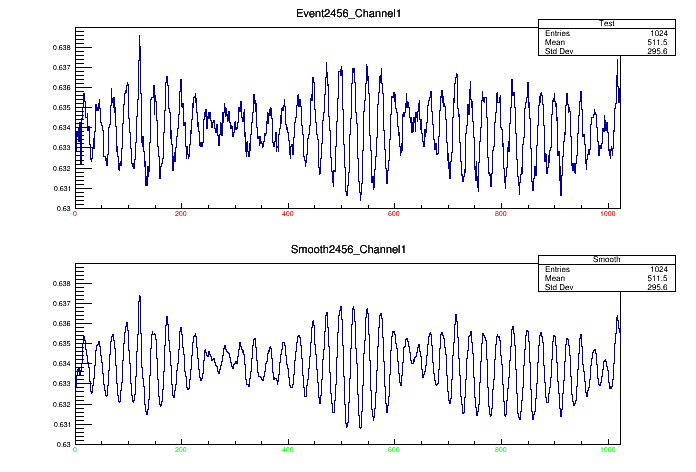 Event2456_Channel1
Test
Entries 1024
Mean 511.5
Std Dev 295.6
0.638
0.637
0.636
0.635
0.634
0.633
0.632
0.631
0.63
0 200 400 600 800 1000
Smooth2456_Channel1
Smooth
Entries 1024
Mean 511.5
Std Dev 295.6
0.638
0.637
0.636
0.635
0.634
0.633
0.632
0.631
0.63
0 200 400 600 800 1000